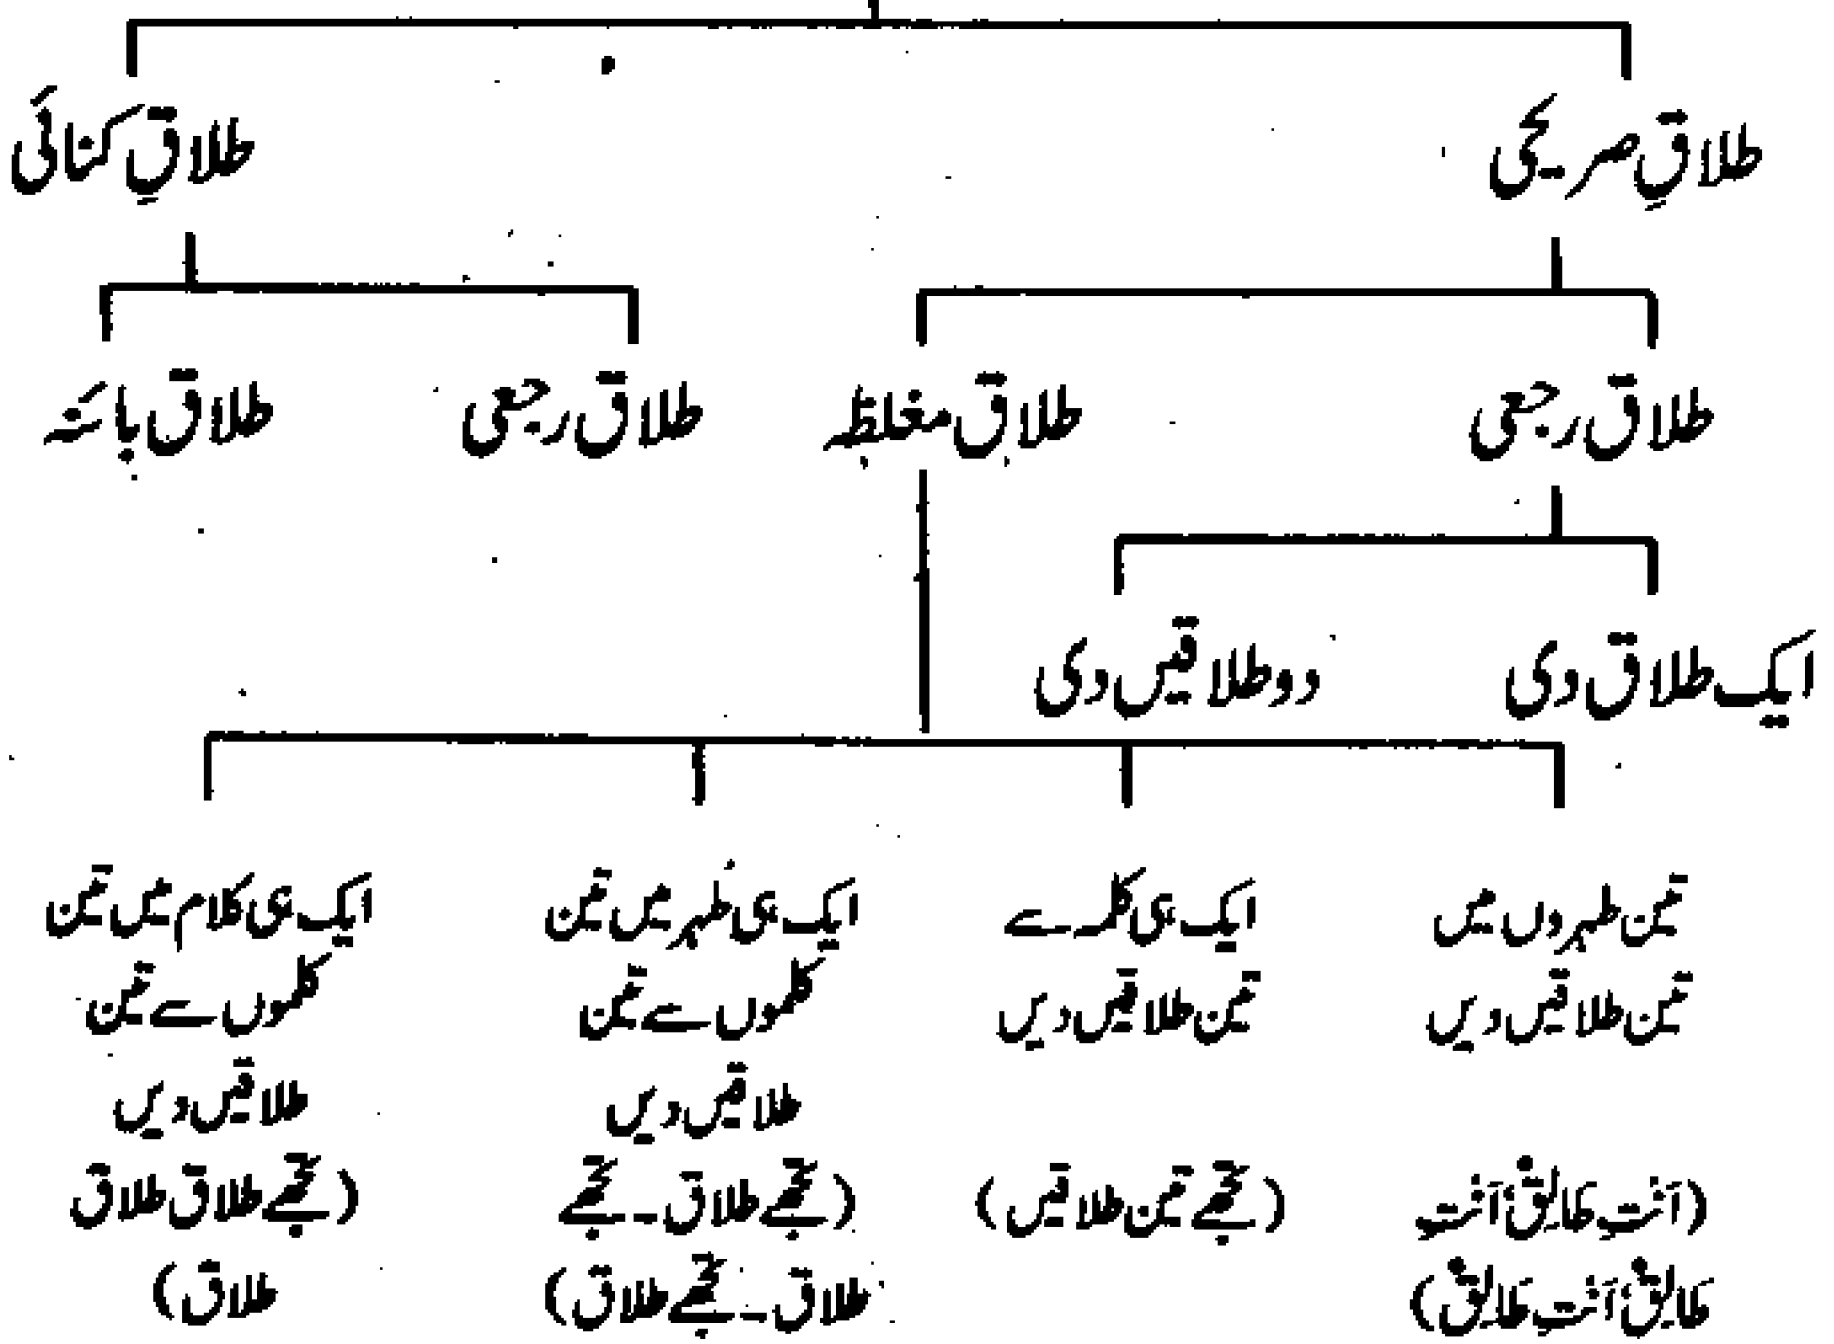 طلاقِ صریحی
طلاقِ کنائی
طلاق رجعی
طلاق مغلظہ
طلاق رجعی
طلاق بائنہ
ایک طلاق دی
دو طلاقیں دی
تین طہروں میں
تین طلاقیں دیں
(اَنْتِ طَالِقٌ اَنْتِ
طَالِقٌ اَنْتِ طَالِقٌ)
ایک ہی کلمہ سے
تین طلاقیں دیں
(تجھے تین طلاقیں)
ایک ہی طُہر میں تین
کلموں سے تین
طلاقیں دیں
(تجھے طلاق ۔ تجھے
طلاق ۔ تجھے طلاق)
ایک ہی کلام میں تین
کلموں سے تین
طلاقیں دیں
(تجھے طلاق طلاق
طلاق)